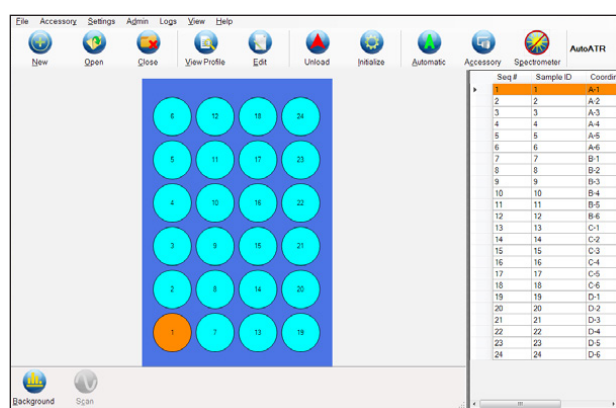 File Accessory Settings Admin Logs View Help
New Open Close View Profile Edit Unload Initialize Automatic Accessory Spectrometer AutoATR
Seq # Sample ID Coordin
1 1 A-1
2 2 A-2
3 3 A-3
4 4 A-4
5 5 A-5
6 6 A-6
7 7 B-1
8 8 B-2
9 9 B-3
10 10 B-4
11 11 B-5
12 12 B-6
13 13 C-1
14 14 C-2
15 15 C-3
16 16 C-4
17 17 C-5
18 18 C-6
19 19 D-1
20 20 D-2
21 21 D-3
22 22 D-4
23 23 D-5
24 24 D-6
6 12 18 24
5 11 17 23
4 10 16 22
3 9 15 21
2 8 14 20
1 7 13 19
Background Scan